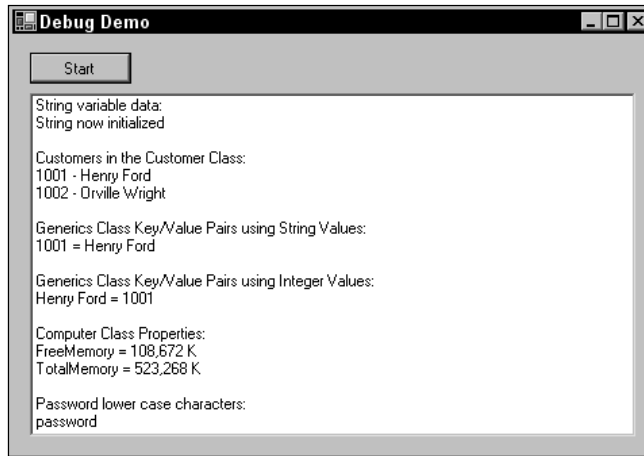 Debug Demo
Start
String variable data:
String now initialized
Customers in the Customer Class:
1001 - Henry Ford
1002 - Orville Wright
Generics Class Key/Value Pairs using String Values:
1001 = Henry Ford
Generics Class Key/Value Pairs using Integer Values:
Henry Ford = 1001
Computer Class Properties:
FreeMemory = 108,672 K
TotalMemory = 523,268 K
Password lower case characters:
password